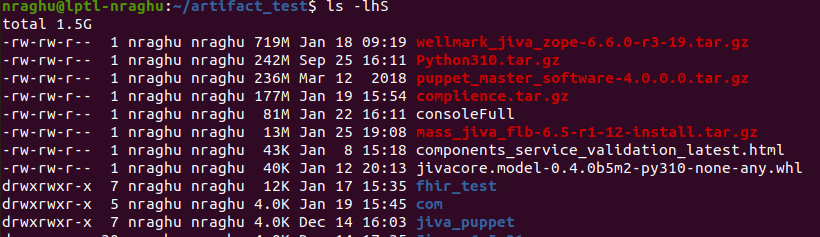 nraghu@lptl-nraghu:~/artifact_test$ ls -lhS
total 1.5G
-rw-rw-r--  1 nraghu nraghu 719M Jan 18 09:19 wellmark_jiva_zope-6.6.0-r3-19.tar.gz
-rw-rw-r--  1 nraghu nraghu 242M Sep 25 16:11 Python310.tar.gz
-rw-rw-r--  1 nraghu nraghu 236M Mar 12  2018 puppet_master_software-4.0.0.0.tar.gz
-rw-rw-r--  1 nraghu nraghu 177M Jan 19 15:54 complience.tar.gz
-rw-rw-r--  1 nraghu nraghu  81M Jan 22 16:11 consoleFull
-rw-rw-r--  1 nraghu nraghu  13M Jan 25 19:08 mass_jiva_flb-6.5-r1-12-install.tar.gz
-rw-rw-r--  1 nraghu nraghu  43K Jan  8 15:18 components_service_validation_latest.html
-rw-rw-r--  1 nraghu nraghu  40K Jan 12 20:13 jivacore.model-0.4.0b5m2-py310-none-any.whl
drwxrwxr-x  7 nraghu nraghu  12K Jan 17 15:35 fhir_test
drwxrwxr-x  5 nraghu nraghu 4.0K Jan 19 15:45 com
drwxrwxr-x  7 nraghu nraghu 4.0K Dec 14 16:03 jiva_puppet